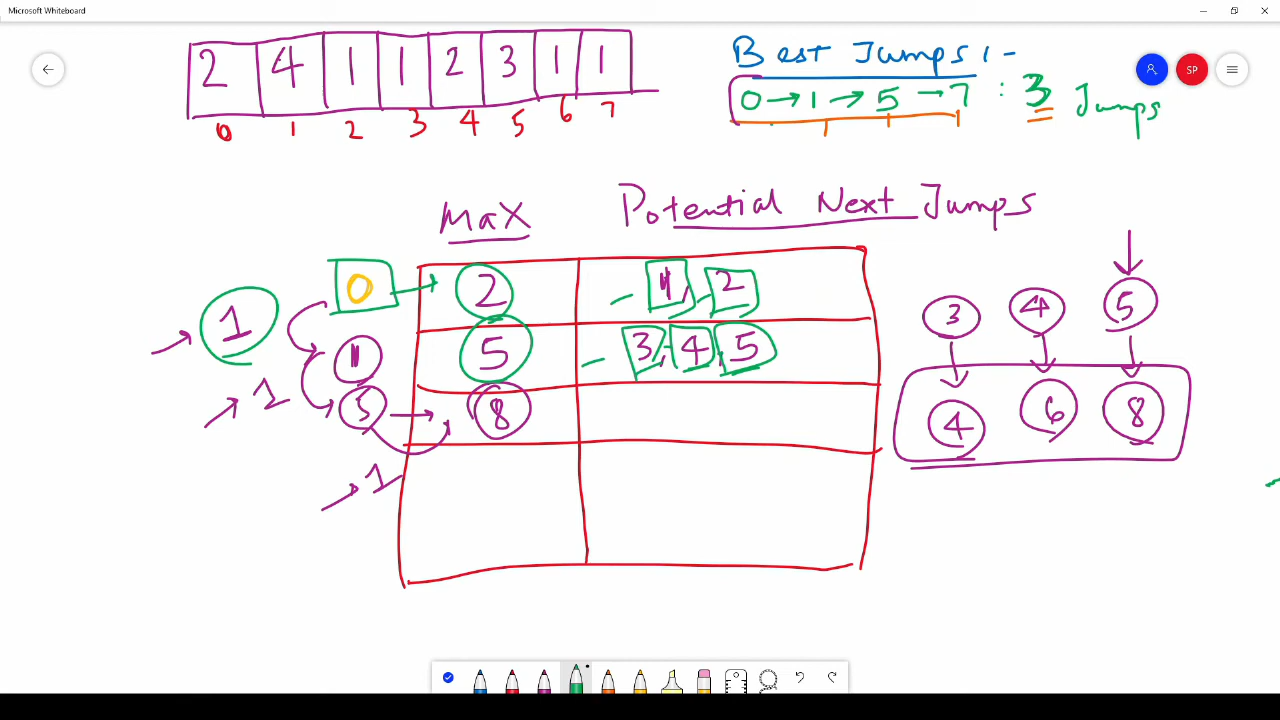 Microsoft Whiteboard
2 4 1 1 2 3 1 1
0 1 2 3 4 5 6 7
Best Jumps :-
0 → 1 → 5 → 7 : 3 Jumps
SP
Max Potential Next Jumps
0 2 1, 2
1
1 5 3, 4, 5
1
5 8
1
3 4 5
4 6 8